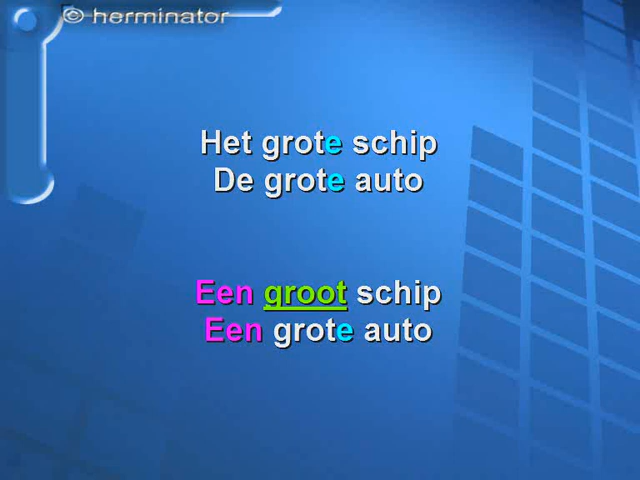 © herminator
Het grote schip
De grote auto
Een groot schip
Een grote auto